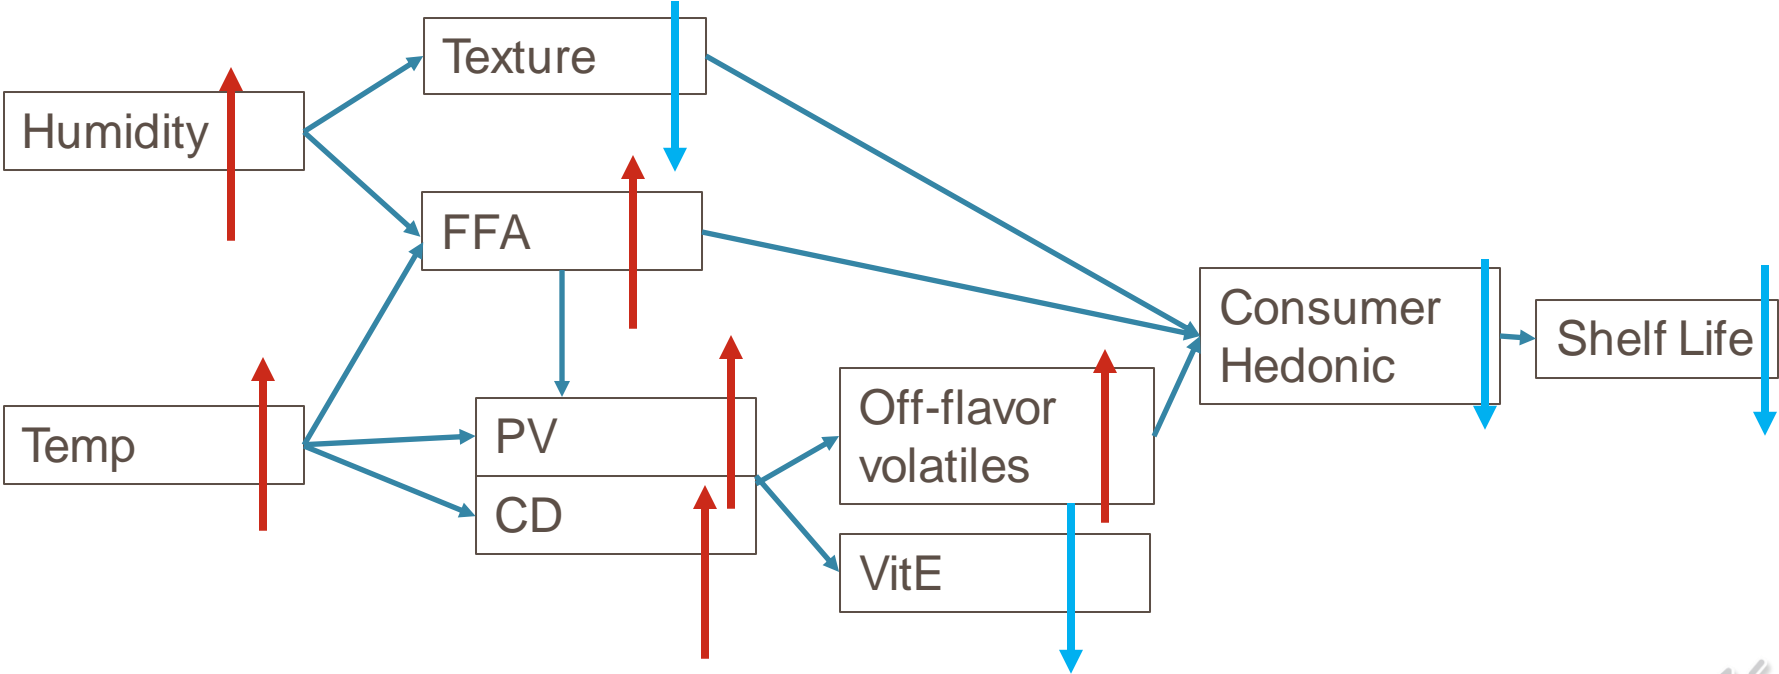 Texture
Humidity
FFA
Consumer
Hedonic
Shelf Life
Off-flavor
volatiles
Temp
PV
CD
VitE